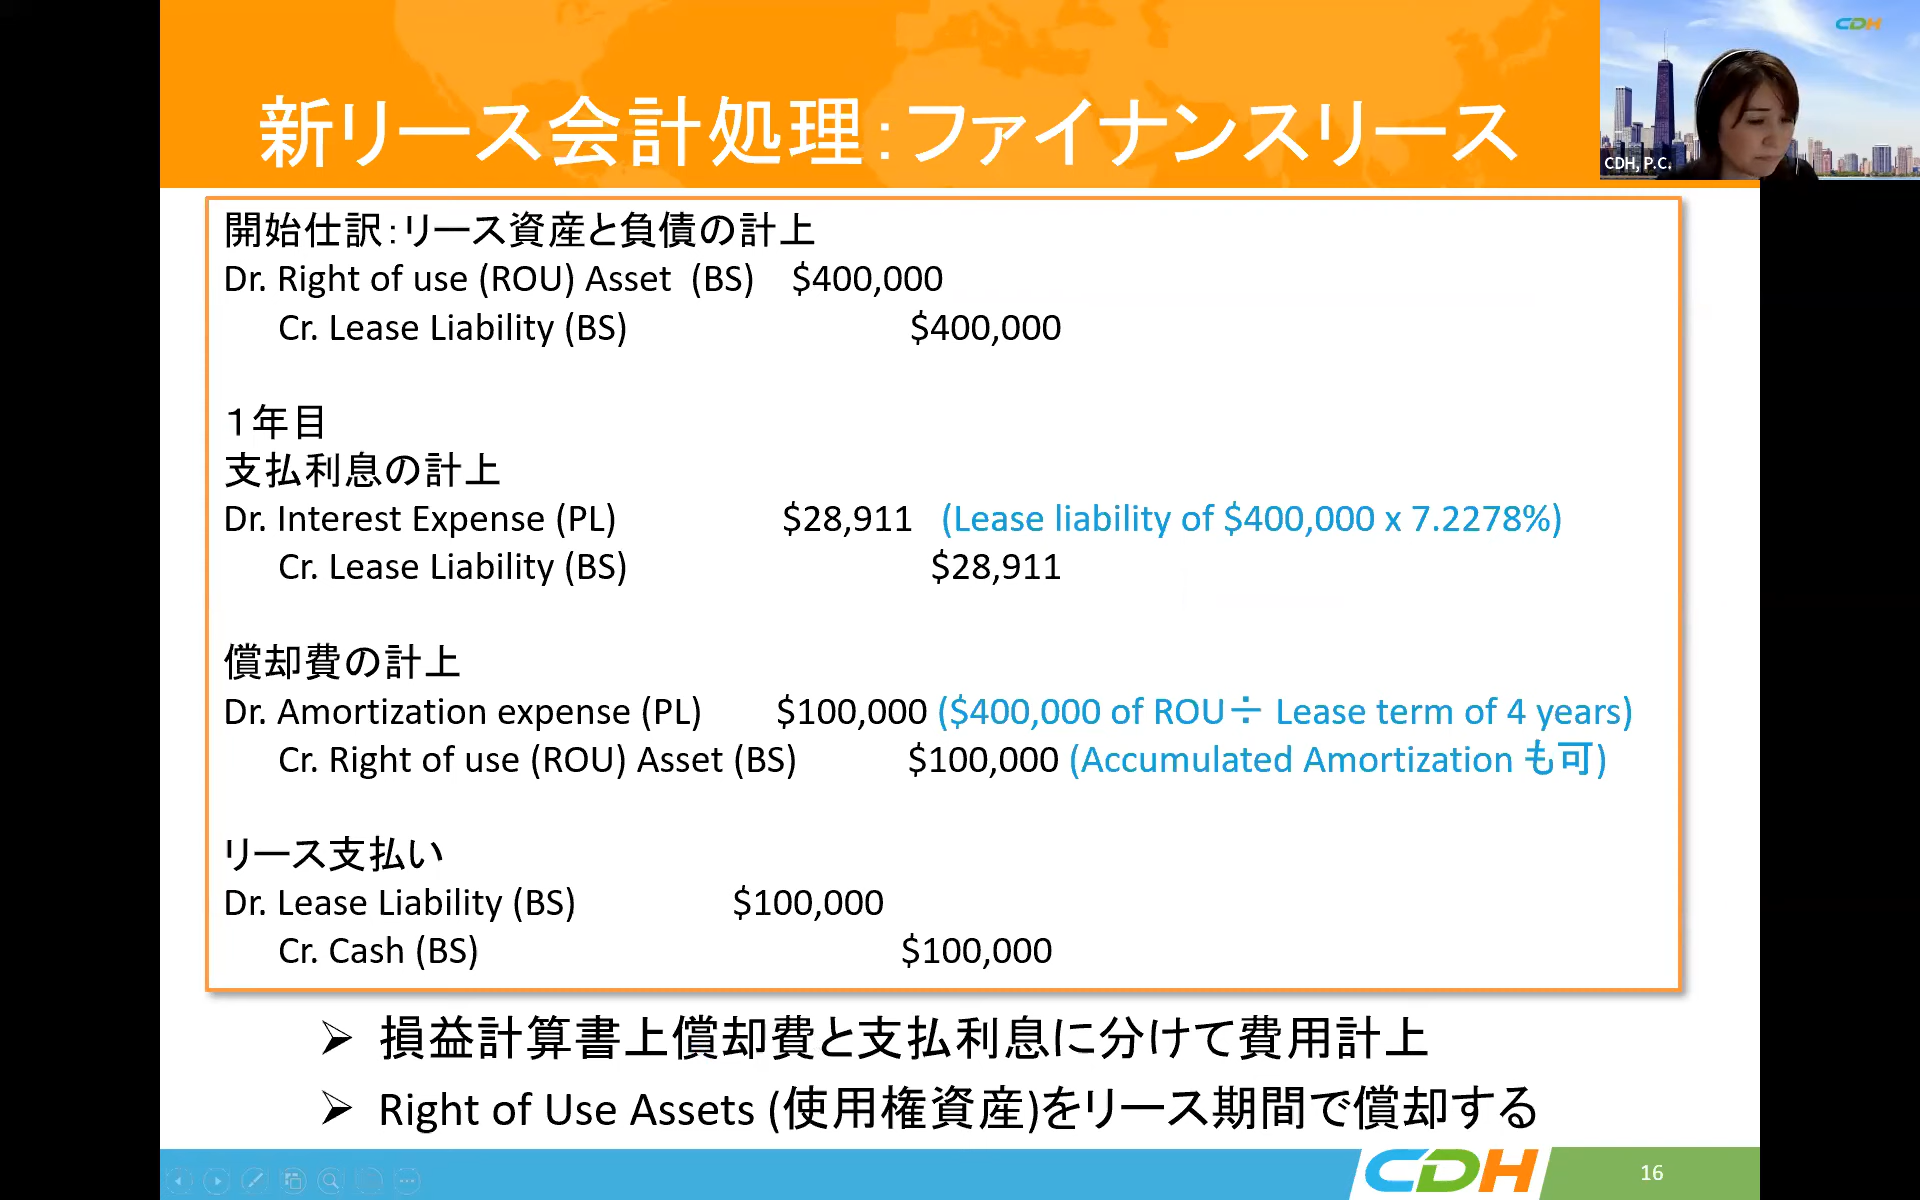 新リース会計処理：ファイナンスリース
CDH
CDH, P.C.
開始仕訳：リース資産と負債の計上
Dr. Right of use (ROU) Asset (BS) $400,000
Cr. Lease Liability (BS) $400,000
１年目
支払利息の計上
Dr. Interest Expense (PL) $28,911 (Lease liability of $400,000 x 7.2278%)
Cr. Lease Liability (BS) $28,911
償却費の計上
Dr. Amortization expense (PL) $100,000 ($400,000 of ROU÷ Lease term of 4 years)
Cr. Right of use (ROU) Asset (BS) $100,000 (Accumulated Amortization も可)
リース支払い
Dr. Lease Liability (BS) $100,000
Cr. Cash (BS) $100,000
➢ 損益計算書上償却費と支払利息に分けて費用計上
➢ Right of Use Assets (使用権資産)をリース期間で償却する
CDH
16